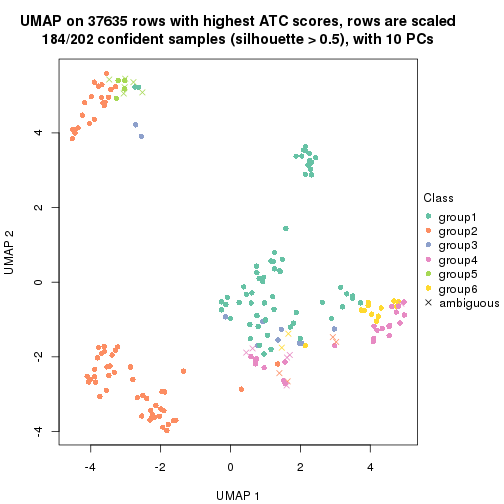 UMAP on 37635 rows with highest ATC scores, rows are scaled
184/202 confident samples (silhouette > 0.5), with 10 PCs
Class
group1
group2
group3
group4
group5
group6
ambiguous
UMAP 2
4
2
0
-2
-4
-4
-2
0
2
4
UMAP 1